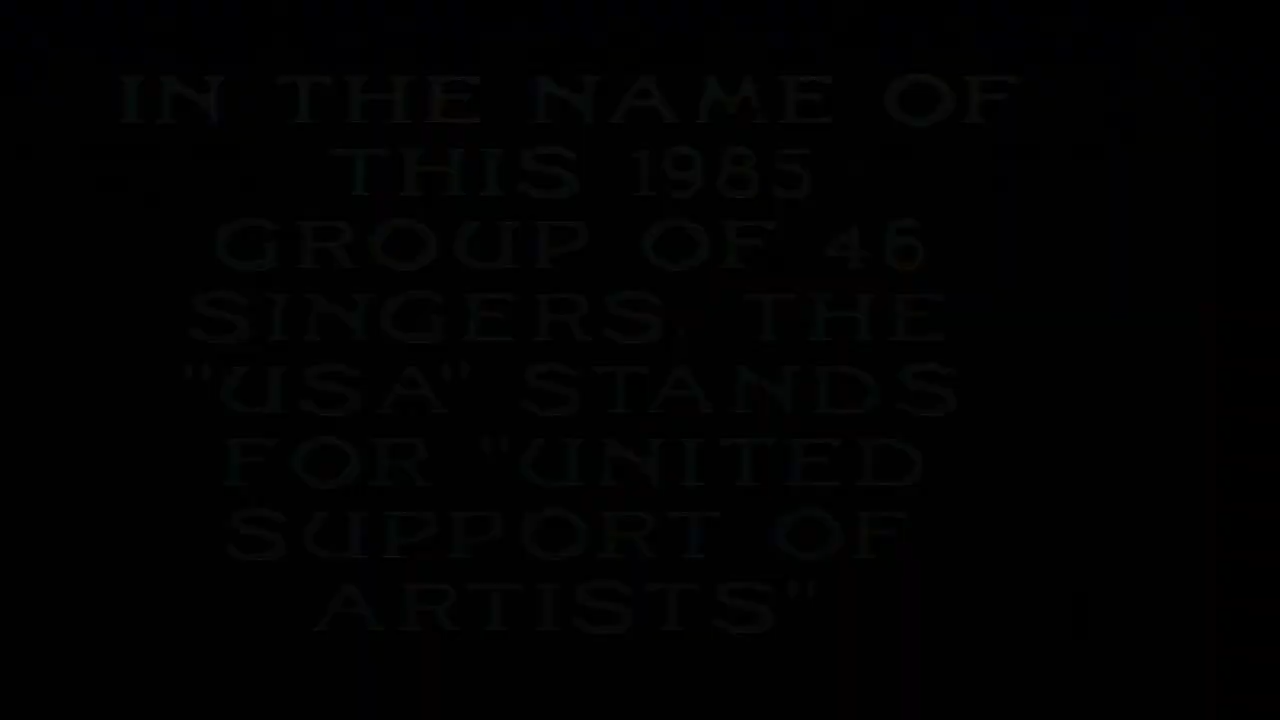 IN THE NAME OF
THIS 1985
GROUP OF 46
SINGERS, THE
"USA" STANDS
FOR "UNITED
SUPPORT OF
ARTISTS"